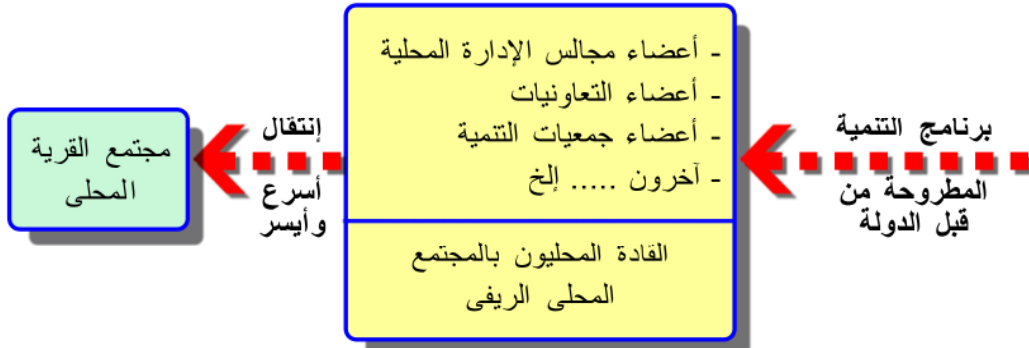 برنامج التنمية
المطروحة من
قبل الدولة
- أعضاء مجالس الإدارة المحلية
- أعضاء التعاونيات
- أعضاء جمعيات التنمية
- آخرون ..... إلخ
القادة المحليون بالمجتمع
المحلى الريفى
إنتقال
أسرع
وأيسر
مجتمع القرية
المحلى